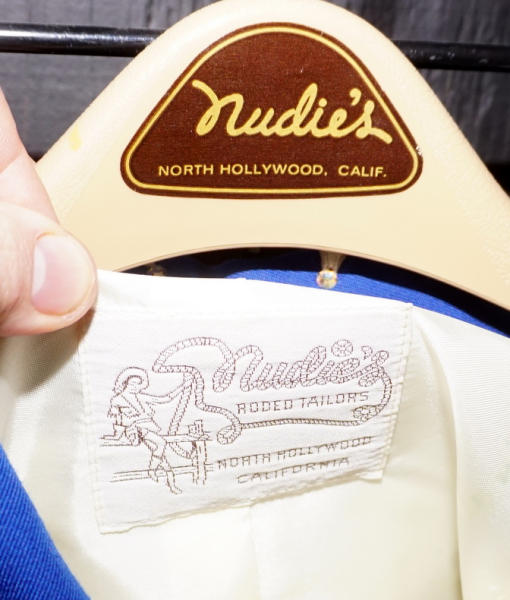 Nudie's
NORTH HOLLYWOOD, CALIF.
Nudie's
RODEO TAILORS
NORTH HOLLYWOOD
CALIFORNIA